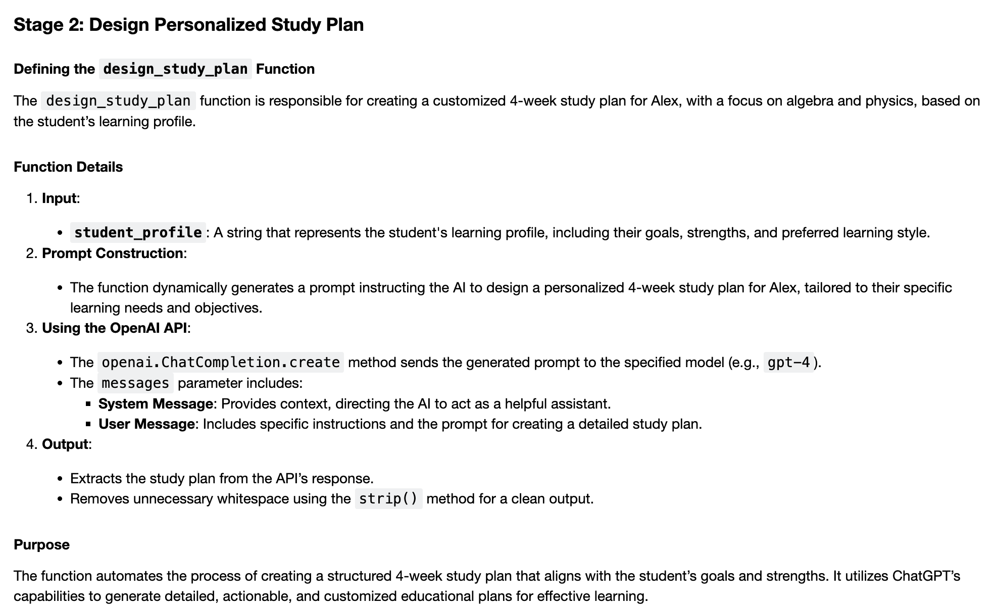 Stage 2: Design Personalized Study Plan
Defining the design_study_plan Function
The design_study_plan function is responsible for creating a customized 4-week study plan for Alex, with a focus on algebra and physics, based on
the student’s learning profile.
Function Details
1. Input:
• student_profile: A string that represents the student's learning profile, including their goals, strengths, and preferred learning style.
2. Prompt Construction:
• The function dynamically generates a prompt instructing the AI to design a personalized 4-week study plan for Alex, tailored to their specific
learning needs and objectives.
3. Using the OpenAI API:
• The openai.ChatCompletion.create method sends the generated prompt to the specified model (e.g., gpt-4).
• The messages parameter includes:
▪ System Message: Provides context, directing the AI to act as a helpful assistant.
▪ User Message: Includes specific instructions and the prompt for creating a detailed study plan.
4. Output:
• Extracts the study plan from the API’s response.
• Removes unnecessary whitespace using the strip() method for a clean output.
Purpose
The function automates the process of creating a structured 4-week study plan that aligns with the student’s goals and strengths. It utilizes ChatGPT’s
capabilities to generate detailed, actionable, and customized educational plans for effective learning.